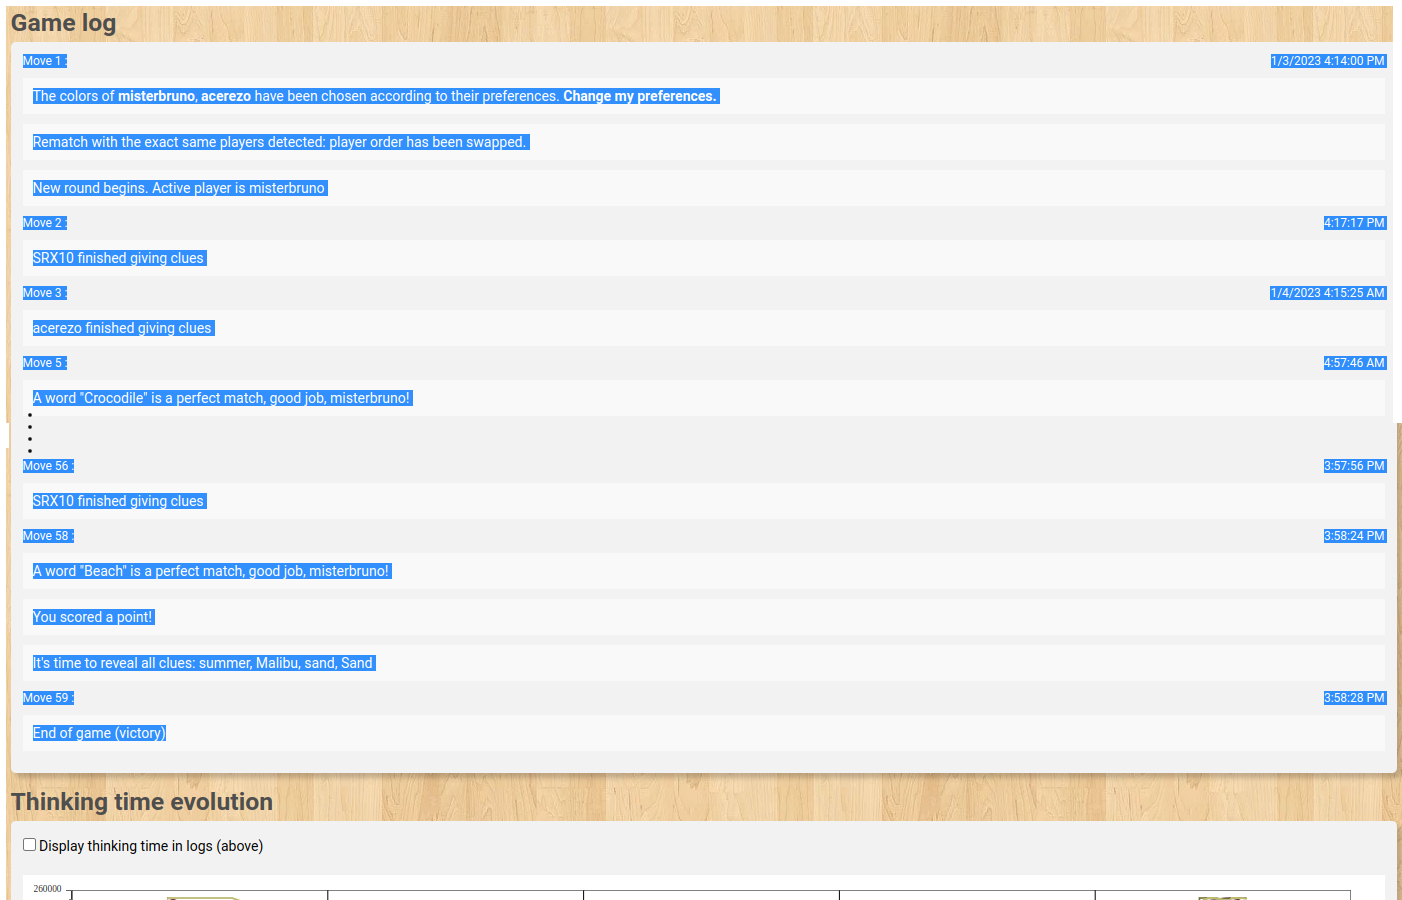 Game log
Move 1 : 1/3/2023 4:14:00 PM
The colors of misterbruno, acerezo have been chosen according to their preferences. Change my preferences.
Rematch with the exact same players detected: player order has been swapped.
New round begins. Active player is misterbruno
Move 2 : 4:17:17 PM
SRX10 finished giving clues
Move 3 : 1/4/2023 4:15:25 AM
acerezo finished giving clues
Move 5 : 4:57:46 AM
A word "Crocodile" is a perfect match, good job, misterbruno!
Move 56 : 3:57:56 PM
SRX10 finished giving clues
Move 58 : 3:58:24 PM
A word "Beach" is a perfect match, good job, misterbruno!
You scored a point!
It's time to reveal all clues: summer, Malibu, sand, Sand
Move 59 : 3:58:28 PM
End of game (victory)
Thinking time evolution
Display thinking time in logs (above)
260000